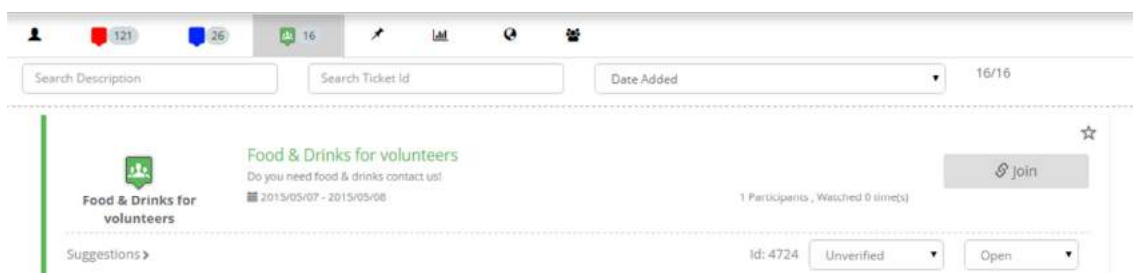 121
26
16
Search Description
Search Ticket Id
Date Added
16/16
Food & Drinks for
volunteers
Food & Drinks for volunteers
Do you need food & drinks contact us!
2015/05/07 - 2015/05/08
1 Participants , Watched 0 time(s)
Join
Suggestions
Id: 4724
Unverified
Open